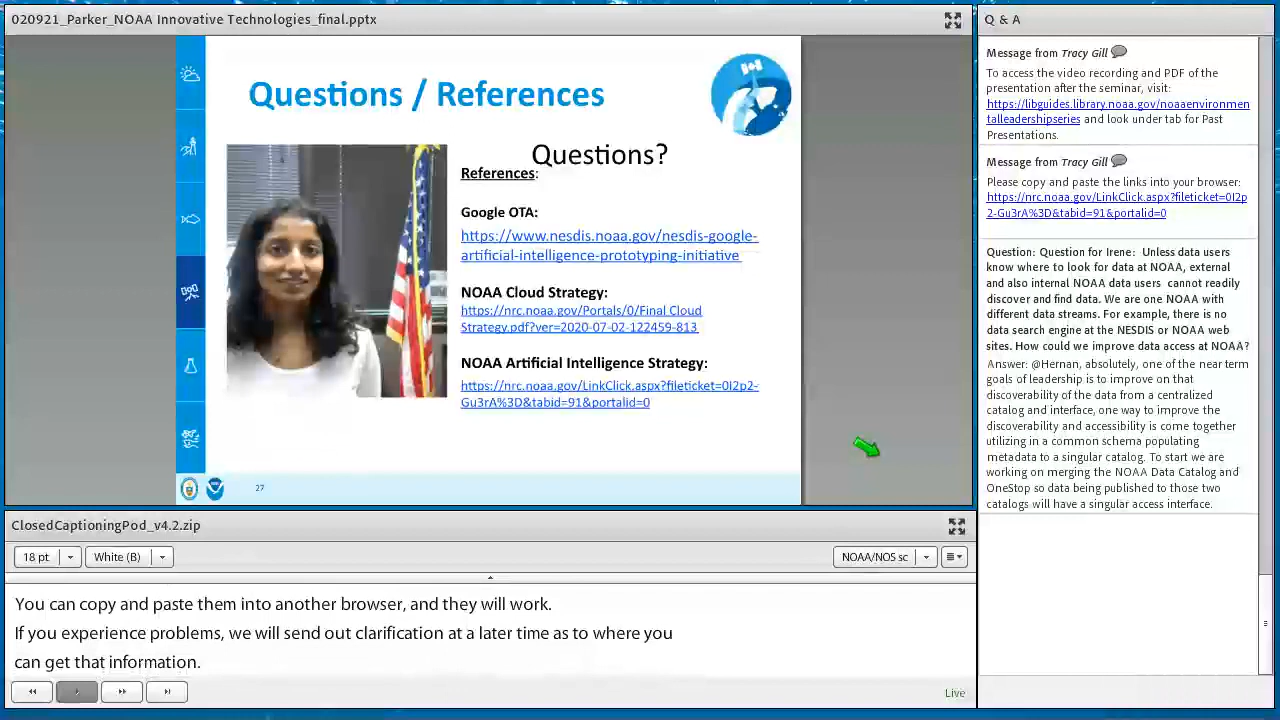 020921_Parker_NOAA Innovative Technologies_final.pptx
Questions / References
Questions?
References:
Google OTA:
https://www.nesdis.noaa.gov/nesdis-google-
artificial-intelligence-prototyping-initiative
NOAA Cloud Strategy:
https://nrc.noaa.gov/Portals/0/Final Cloud
Strategy.pdf?ver=2020-07-02-122459-813
NOAA Artificial Intelligence Strategy:
https://nrc.noaa.gov/LinkClick.aspx?fileticket=0I2p2-
Gu3rA%3D&tabid=91&portalid=0
27
ClosedCaptioningPod_v4.2.zip
18 pt
White (B)
NOAA/NOS sc
You can copy and paste them into another browser, and they will work.
If you experience problems, we will send out clarification at a later time as to where you
can get that information.
Live
Q & A
Message from Tracy Gill
To access the video recording and PDF of the
presentation after the seminar, visit:
https://libguides.library.noaa.gov/noaaenvironmen
talleadershipseries and look under tab for Past
Presentations.
Message from Tracy Gill
Please copy and paste the links into your browser:
https://nrc.noaa.gov/LinkClick.aspx?fileticket=0I2p
2-Gu3rA%3D&tabid=91&portalid=0
Question: Question for Irene: Unless data users
know where to look for data at NOAA, external
and also internal NOAA data users cannot readily
discover and find data. We are one NOAA with
different data streams. For example, there is no
data search engine at the NESDIS or NOAA web
sites. How could we improve data access at NOAA?
Answer: @Hernan, absolutely, one of the near term
goals of leadership is to improve on that
discoverability of the data from a centralized
catalog and interface, one way to improve the
discoverability and accessibility is come together
utilizing in a common schema populating
metadata to a singular catalog. To start we are
working on merging the NOAA Data Catalog and
OneStop so data being published to those two
catalogs will have a singular access interface.